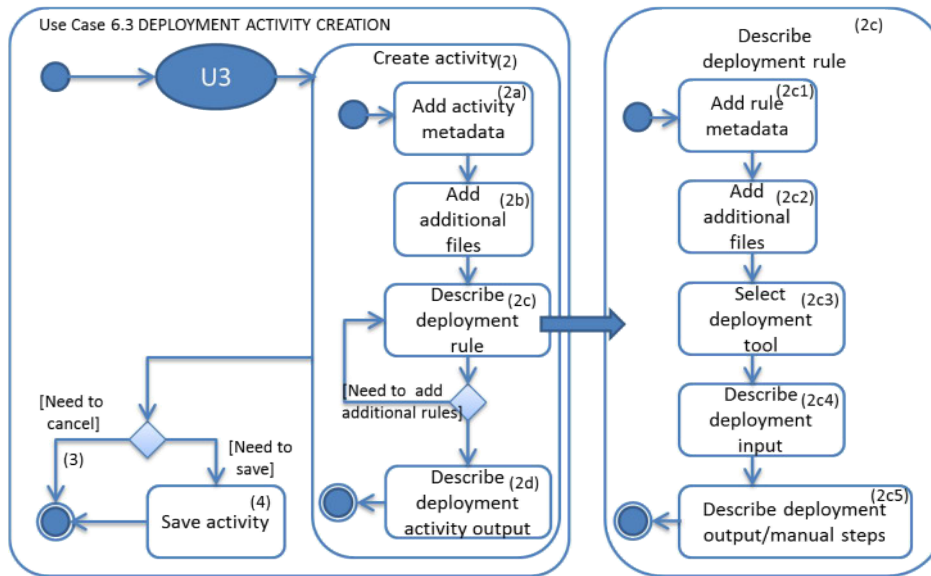 Use Case 6.3 DEPLOYMENT ACTIVITY CREATION
U3
Create activity(2)
(2a)
Add activity
metadata
(2b)
Add
additional
files
(2c)
Describe
deployment
rule
[Need to add
additional rules]
(2d)
Describe
deployment
activity output
[Need to
cancel]
(3)
[Need to
save]
(4)
Save activity
(2c)
Describe
deployment rule
(2c1)
Add rule
metadata
(2c2)
Add
additional
files
Select
(2c3)
deployment
tool
Describe
(2c4)
deployment
input
(2c5)
Describe deployment
output/manual steps